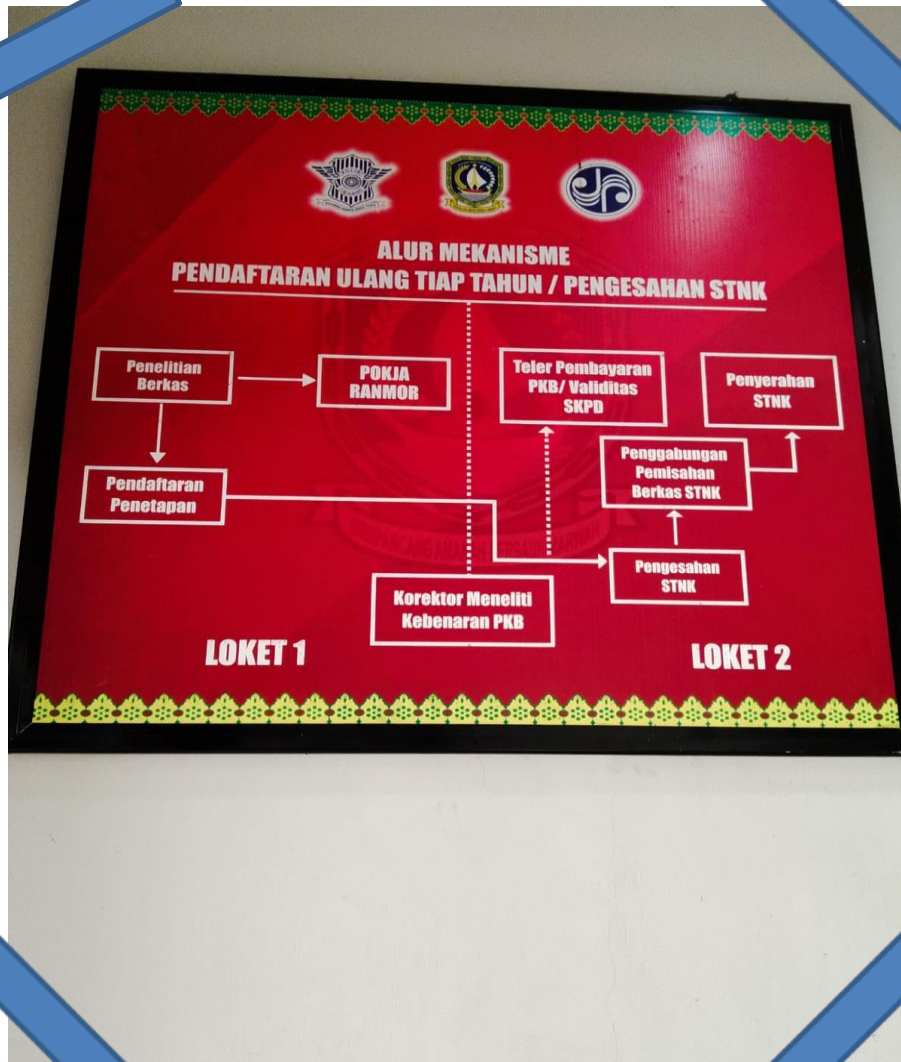 ALUR MEKANISME
PENDAFTARAN ULANG TIAP TAHUN / PENGESAHAN STNK
Penelitian
Berkas
POKJA
RANMOR
Teler Pembayaran
PKB/ Validitas
SKPD
Penyerahan
STNK
Pendaftaran
Penetapan
Penggabungan
Pemisahan
Berkas STNK
Pengesahan
STNK
Korektor Meneliti
Kebenaran PKB
LOKET 1
LOKET 2